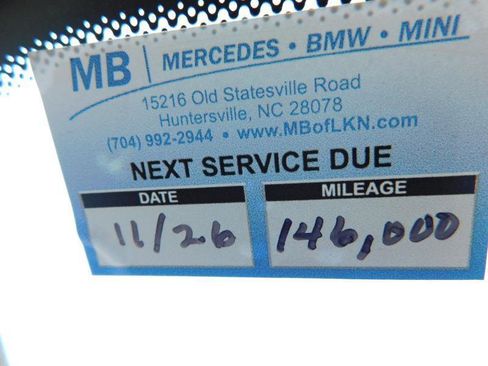 MB | MERCEDES • BMW • MINI
15216 Old Statesville Road
Huntersville, NC 28078
(704) 992-2944 • www.MBofLKN.com
NEXT SERVICE DUE
DATE MILEAGE
11/26 146,000